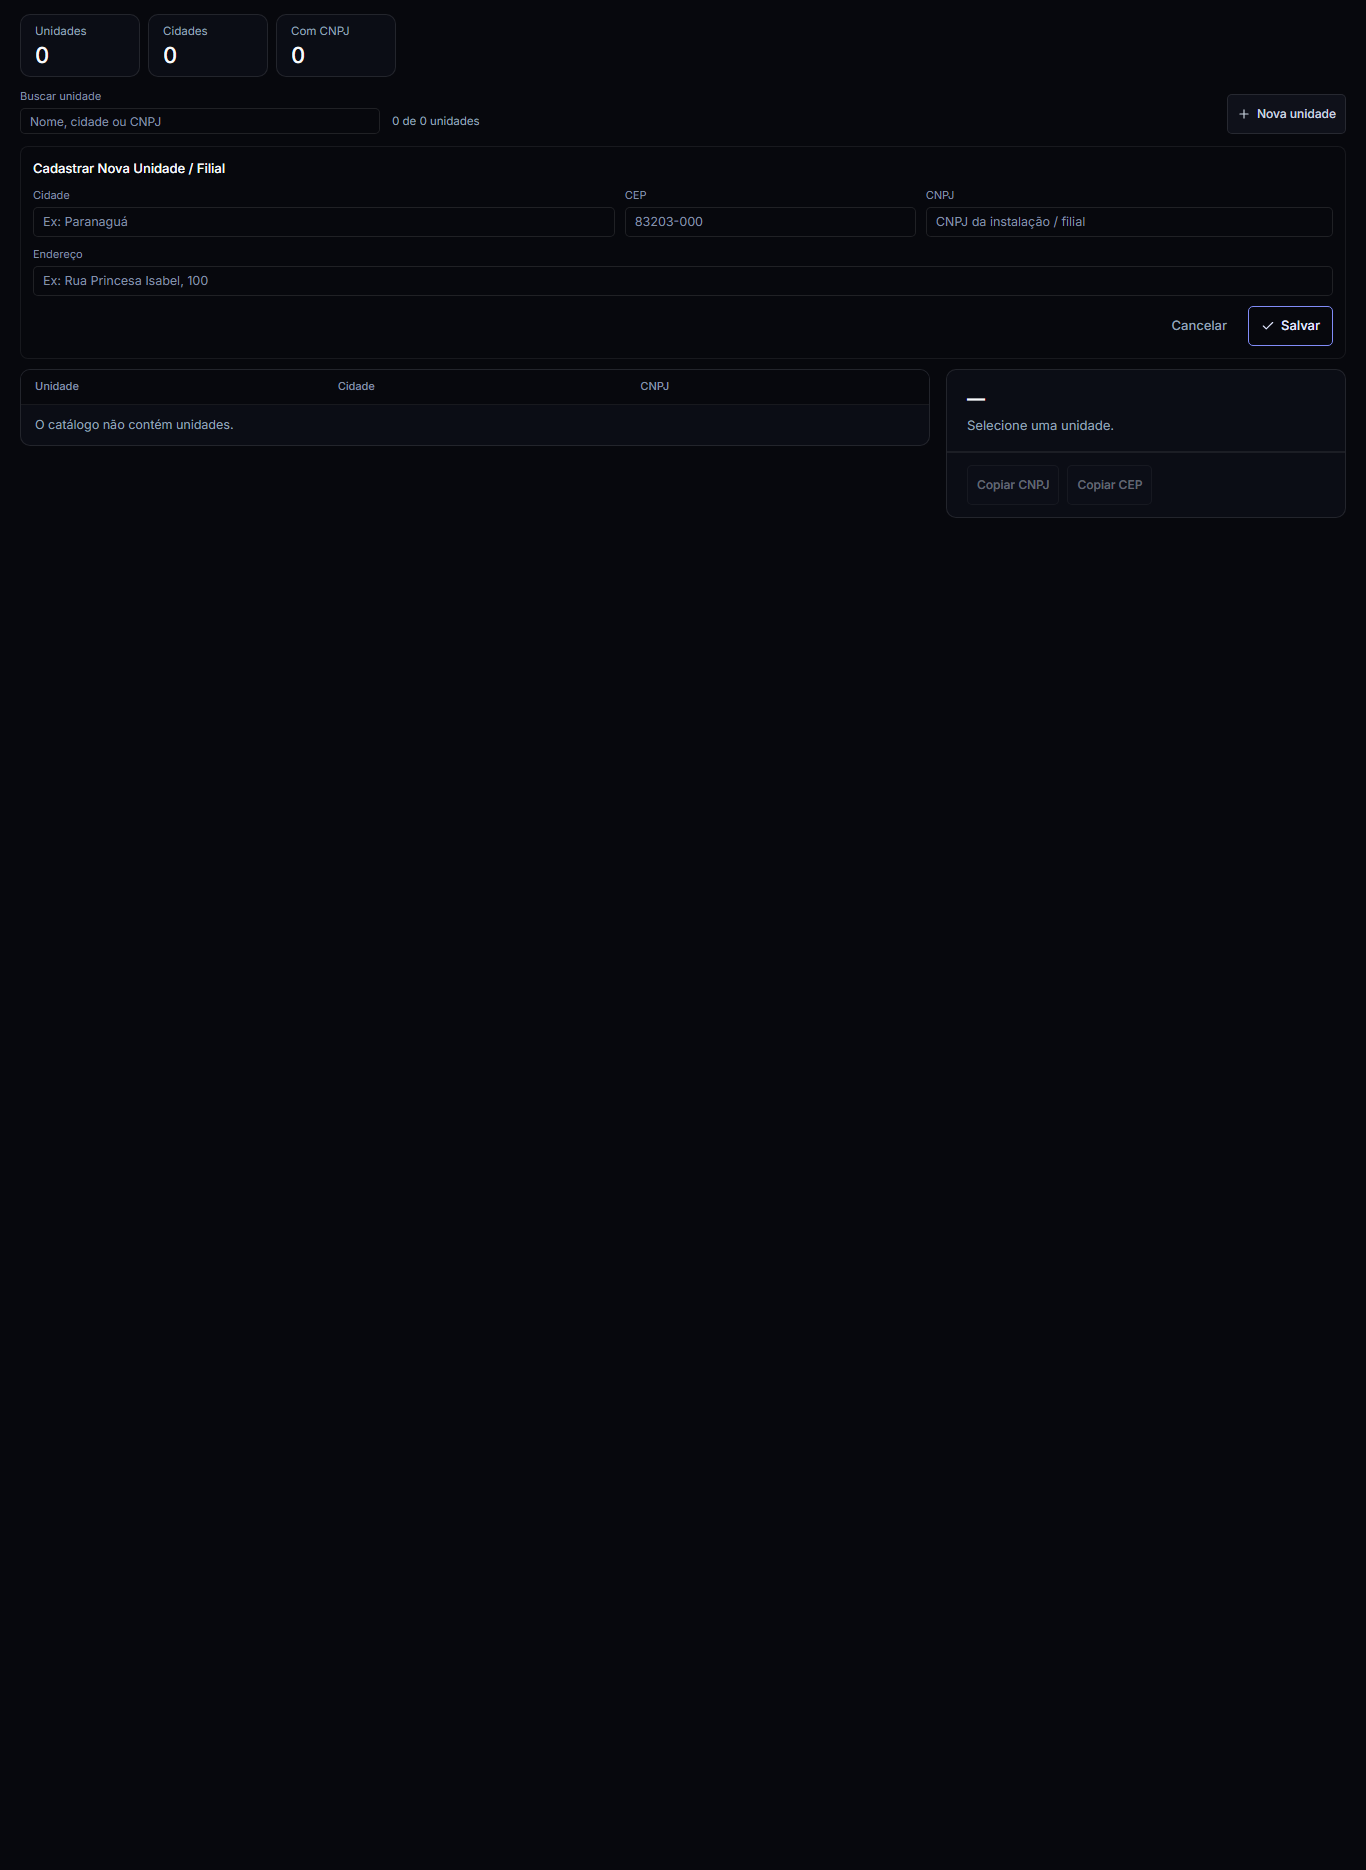 Unidades
0
Cidades
0
Com CNPJ
0
Buscar unidade
Nome, cidade ou CNPJ
0 de 0 unidades
+ Nova unidade
Cadastrar Nova Unidade / Filial
Cidade
Ex: Paranaguá
CEP
83203-000
CNPJ
CNPJ da instalação / filial
Endereço
Ex: Rua Princesa Isabel, 100
Cancelar
Salvar
Unidade Cidade CNPJ
O catálogo não contém unidades.
—
Selecione uma unidade.
Copiar CNPJ
Copiar CEP